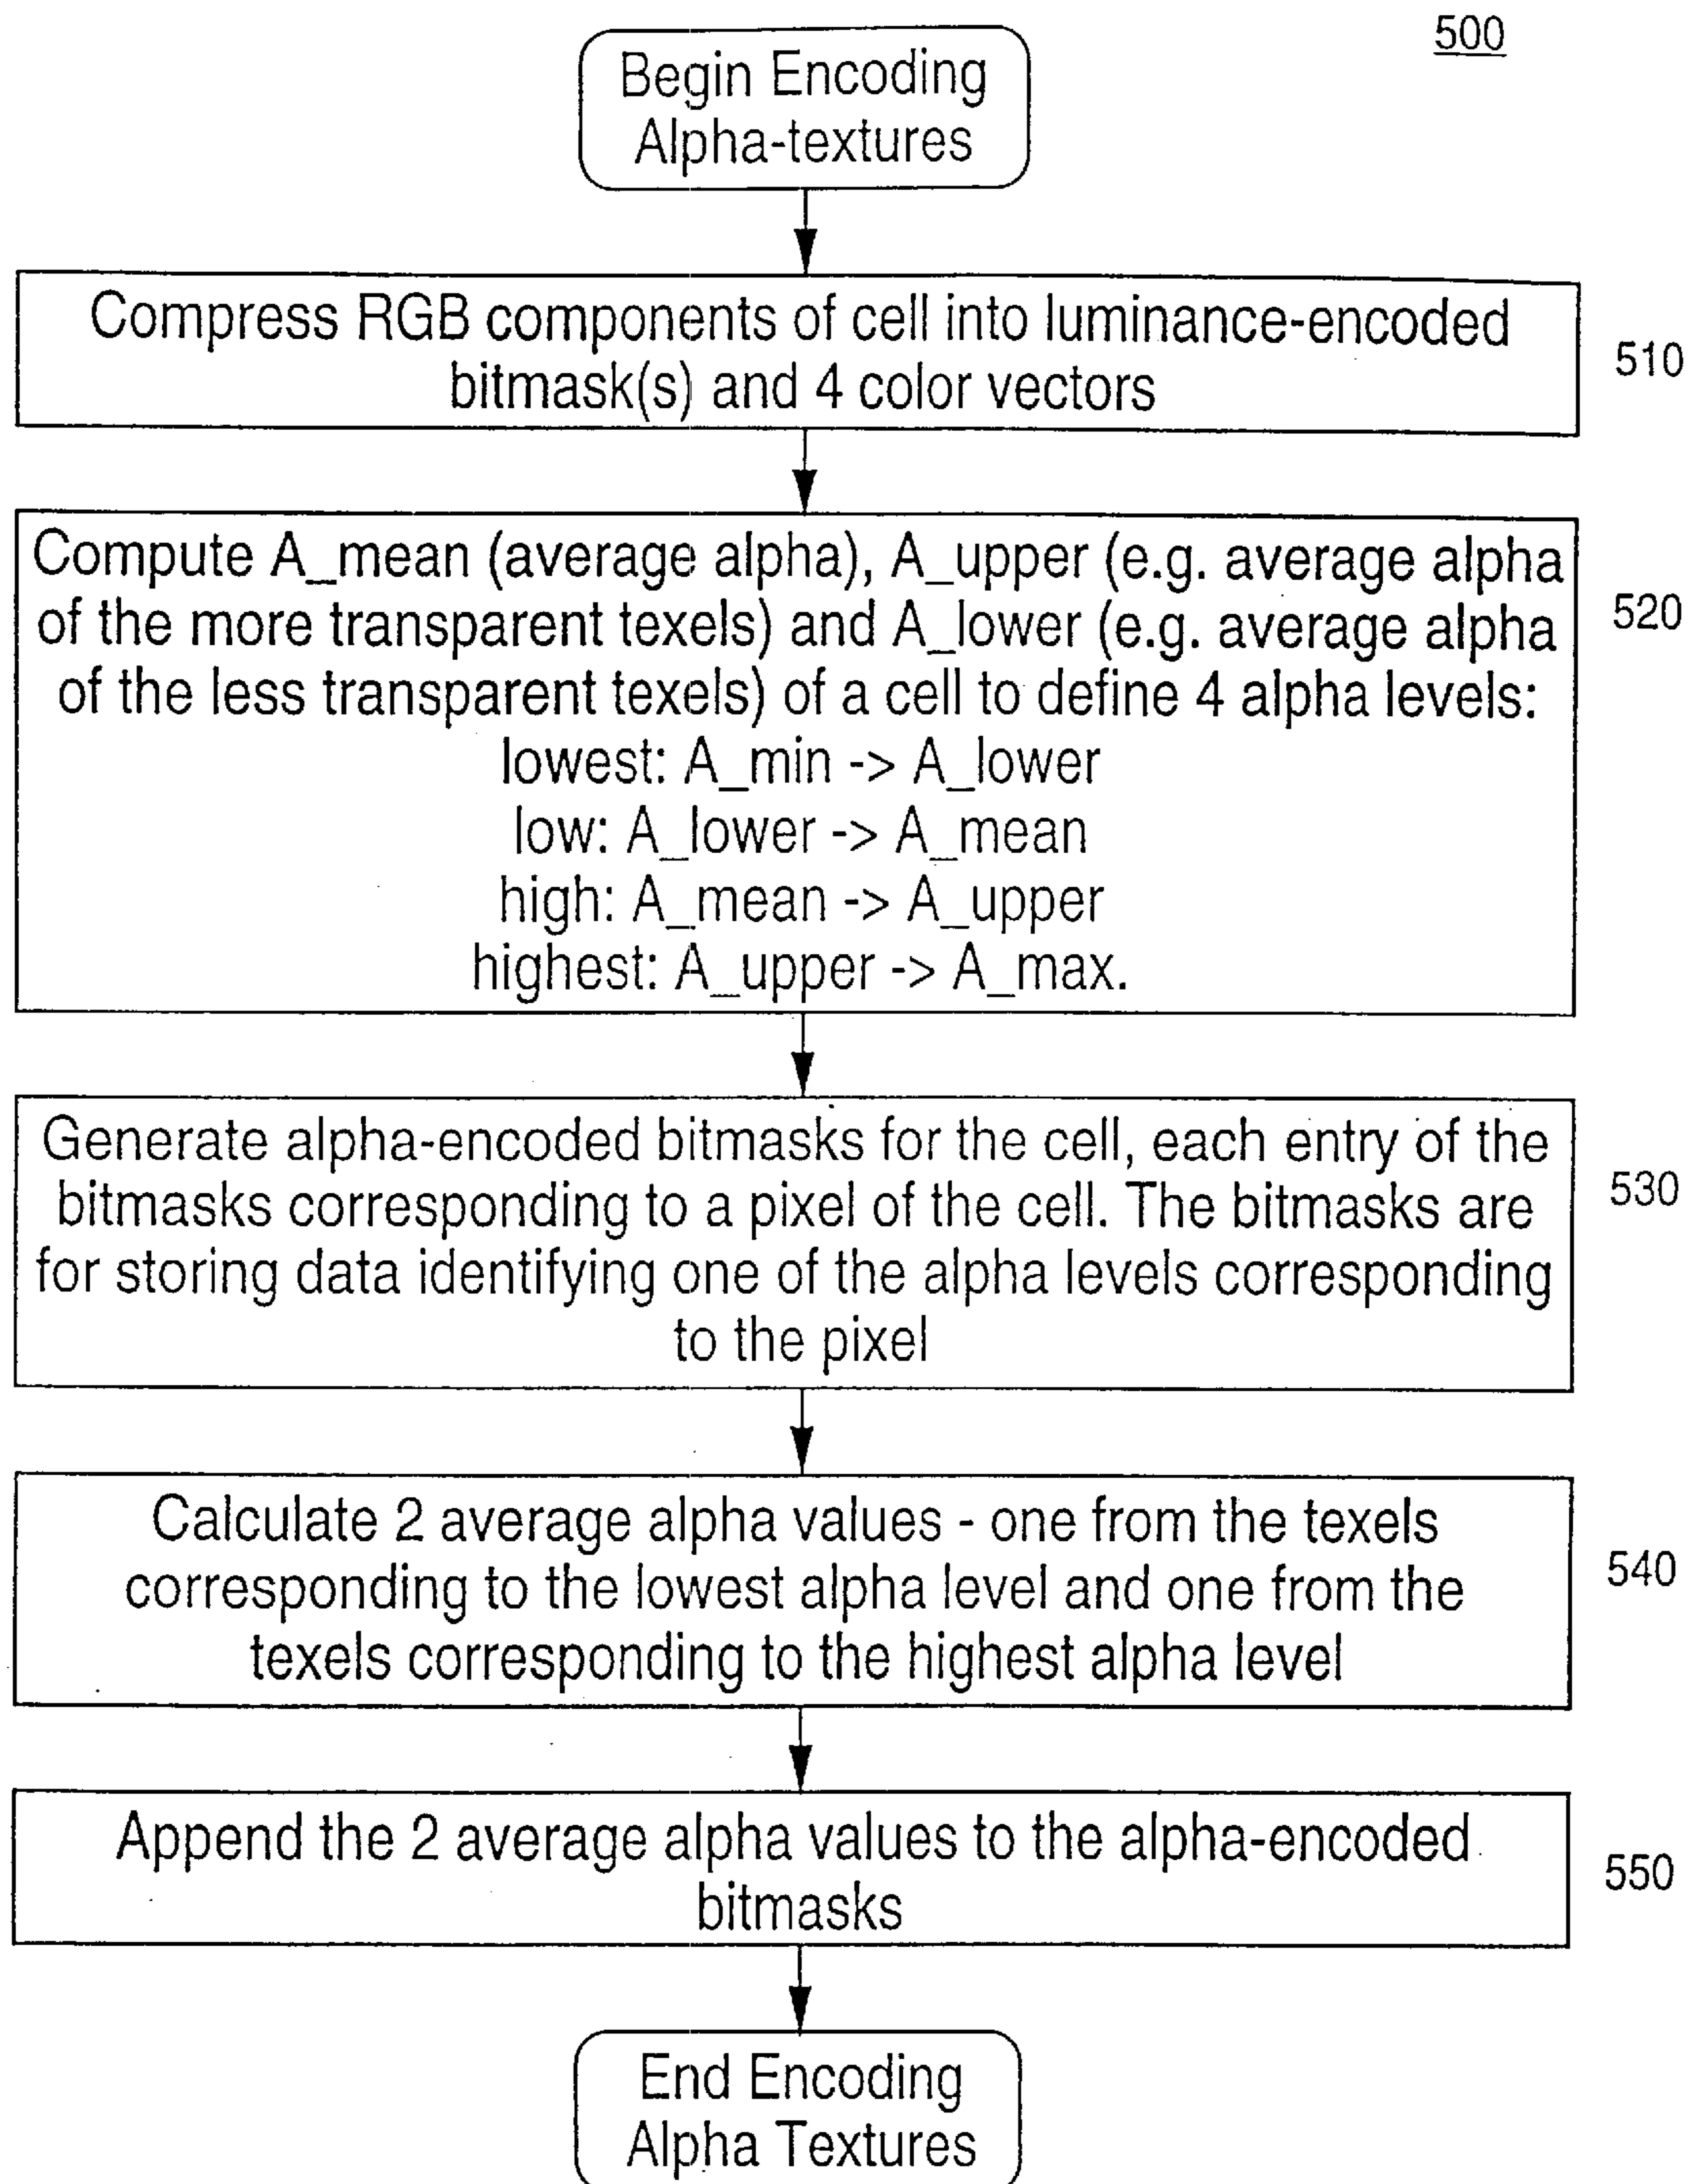 500
Begin Encoding
Alpha-textures
Compress RGB components of cell into luminance-encoded
bitmask(s) and 4 color vectors
510
Compute A_mean (average alpha), A_upper (e.g. average alpha
of the more transparent texels) and A_lower (e.g. average alpha
of the less transparent texels) of a cell to define 4 alpha levels:
lowest: A_min -> A_lower
low: A_lower -> A_mean
high: A_mean -> A_upper
highest: A_upper -> A_max.
520
Generate alpha-encoded bitmasks for the cell, each entry of the
bitmasks corresponding to a pixel of the cell. The bitmasks are
for storing data identifying one of the alpha levels corresponding
to the pixel
530
Calculate 2 average alpha values - one from the texels
corresponding to the lowest alpha level and one from the
texels corresponding to the highest alpha level
540
Append the 2 average alpha values to the alpha-encoded
bitmasks
550
End Encoding
Alpha Textures